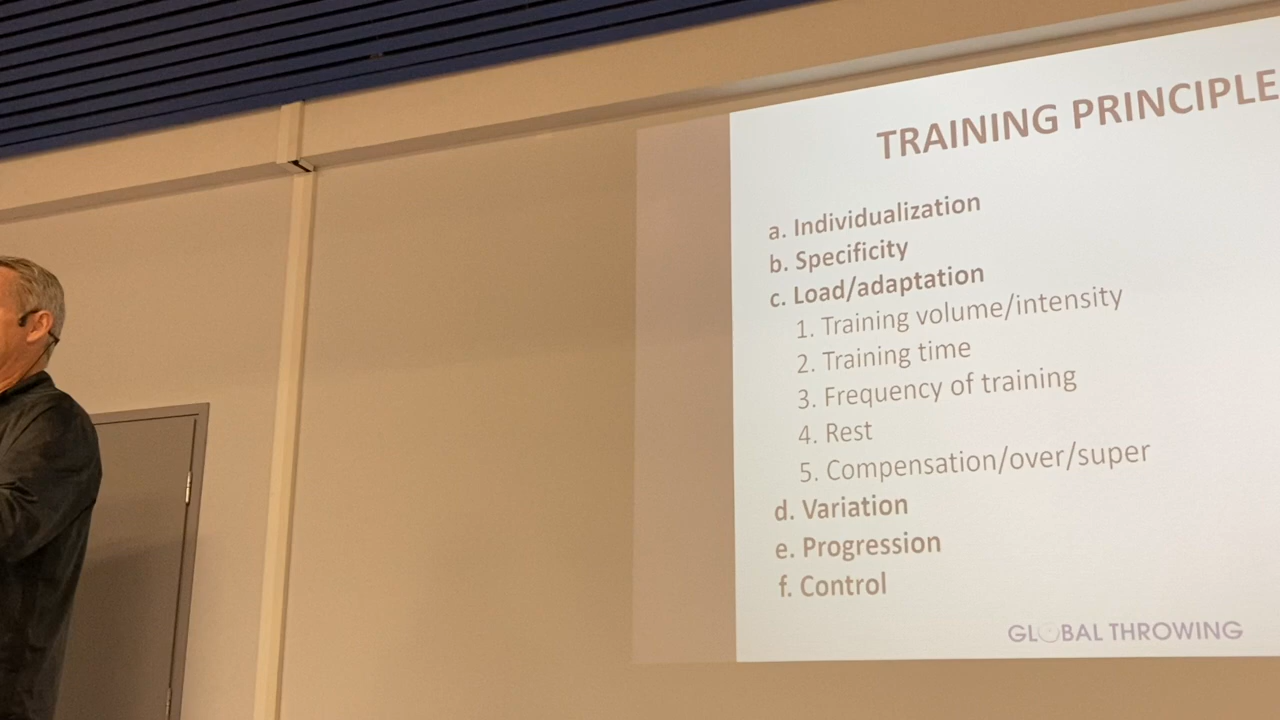 TRAINING PRINCIPLE
a. Individualization
b. Specificity
c. Load/adaptation
1. Training volume/intensity
2. Training time
3. Frequency of training
4. Rest
5. Compensation/over/super
d. Variation
e. Progression
f. Control
GLOBAL THROWING